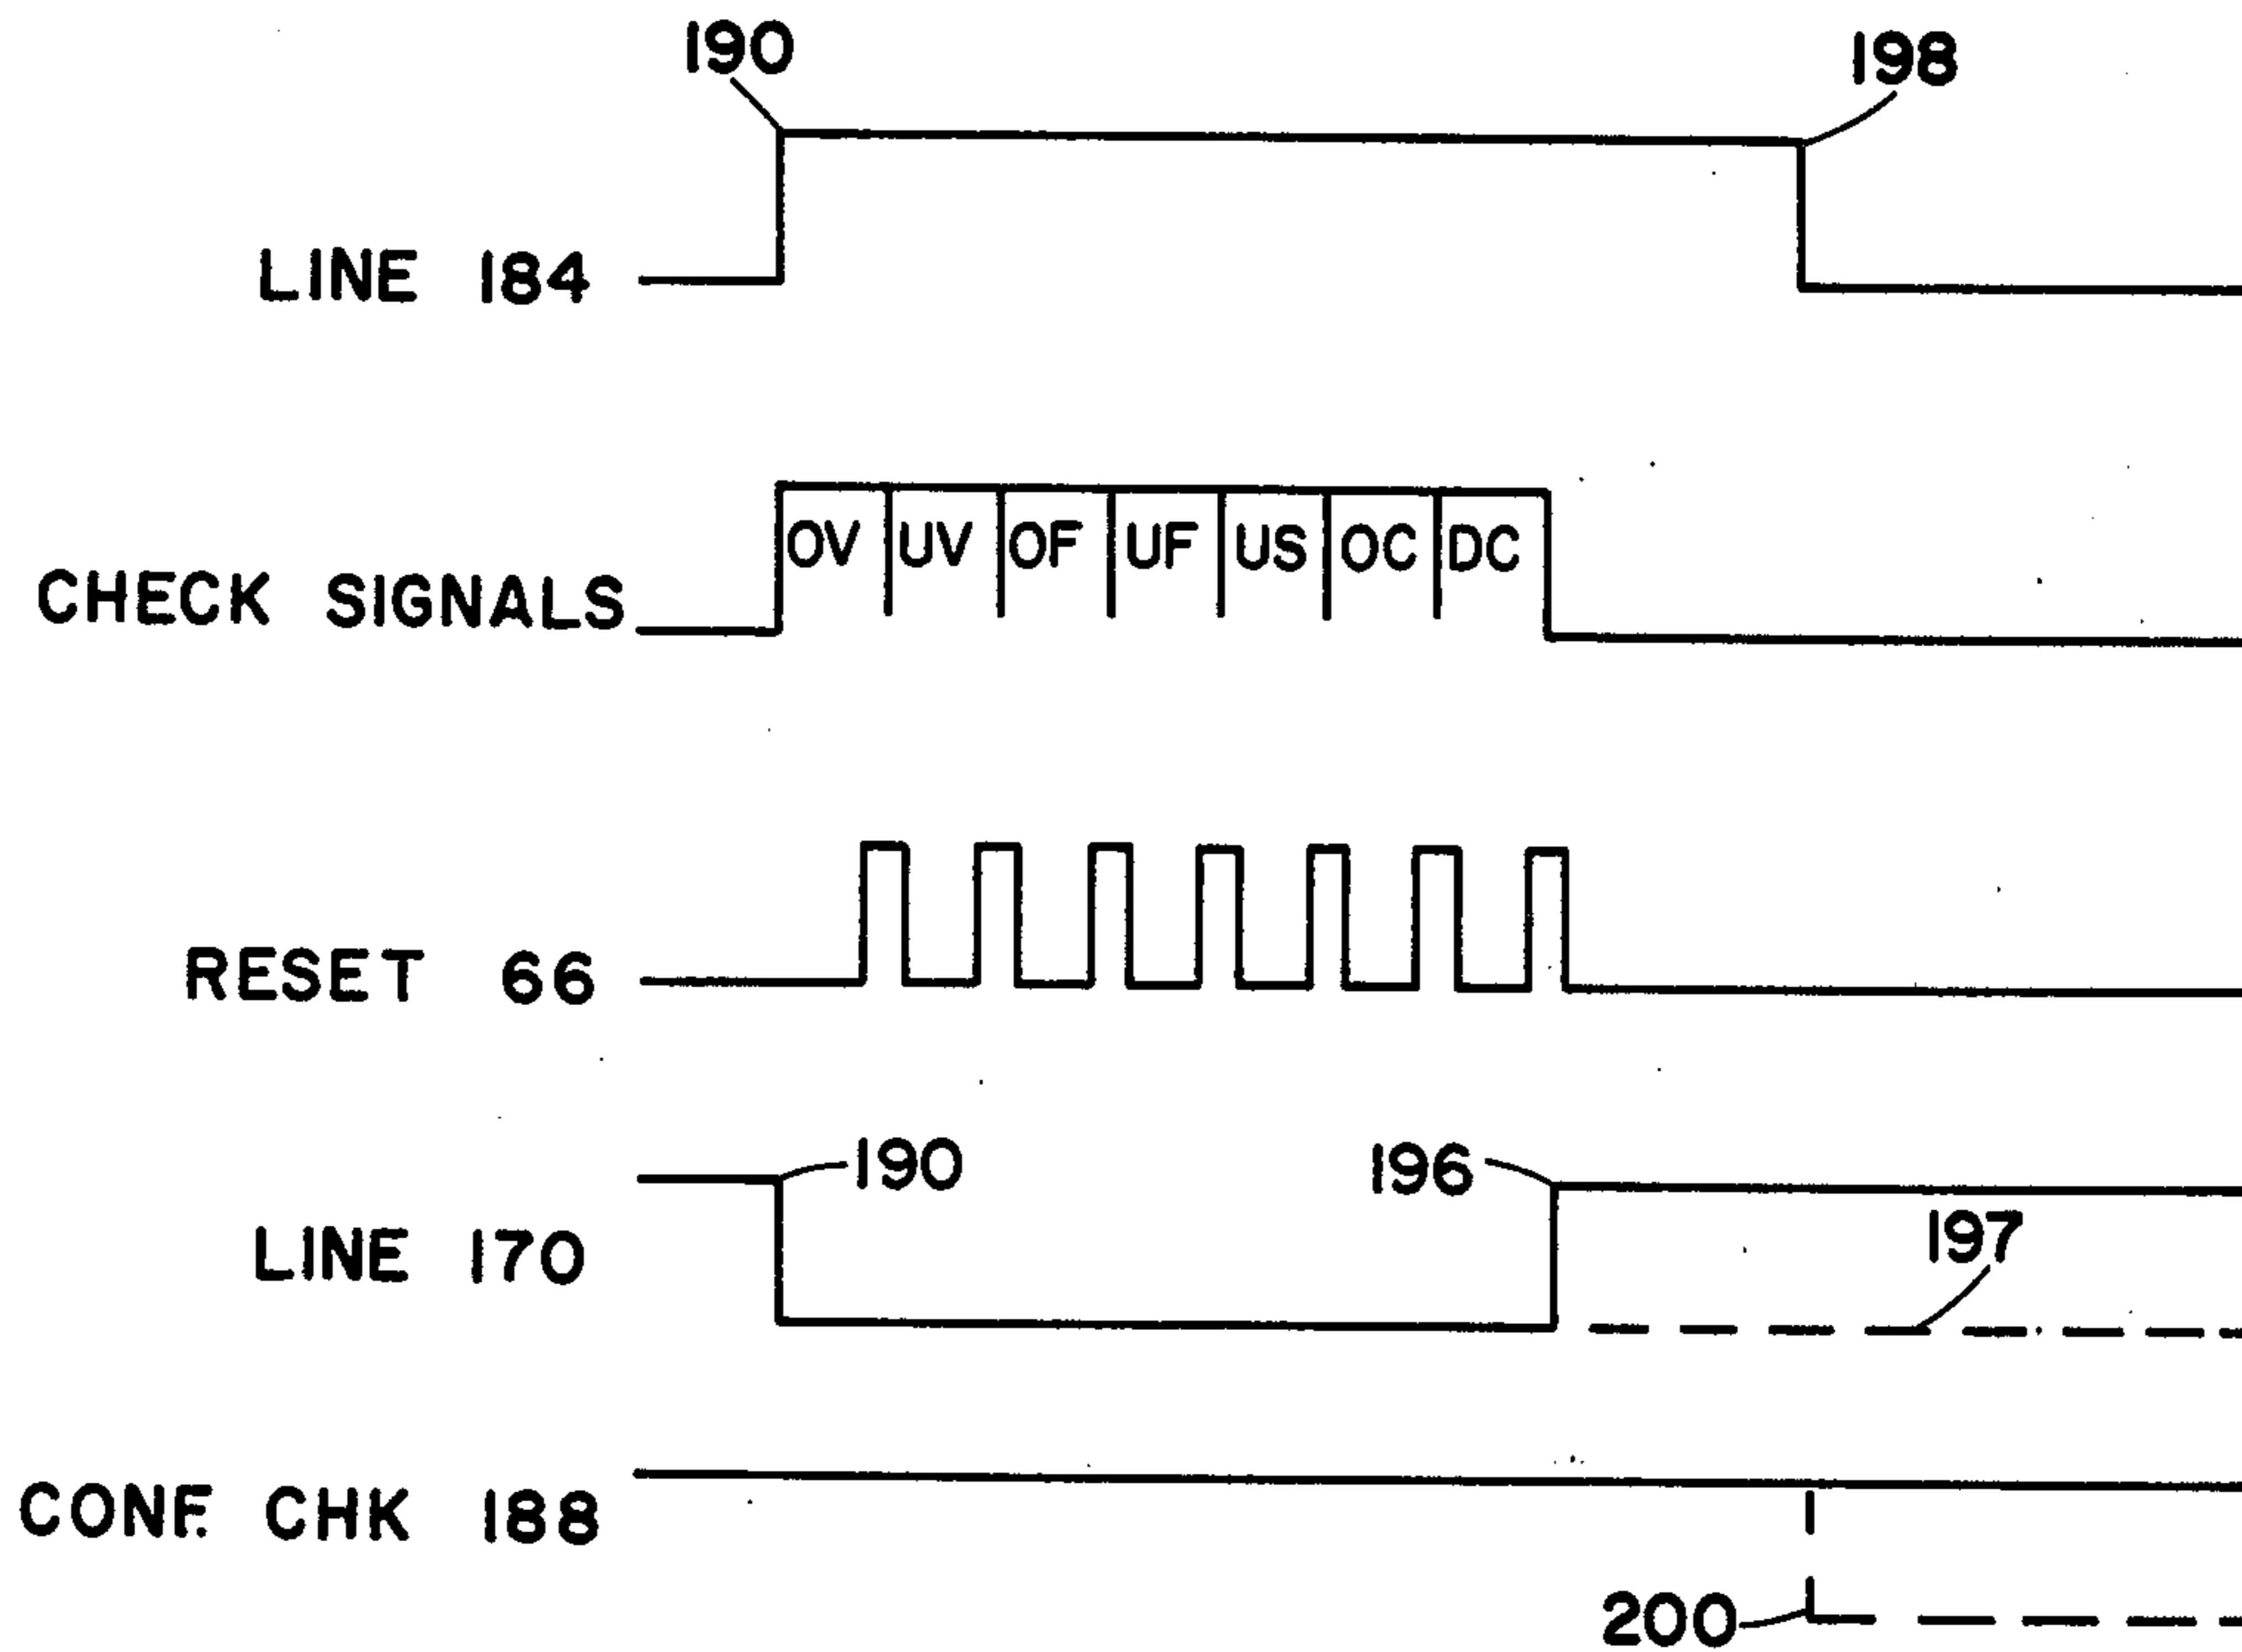 190
198
LINE 184
OV UV OF UF US OC DC
CHECK SIGNALS
RESET 66
190
196
197
LINE 170
CONF. CHK 188
200